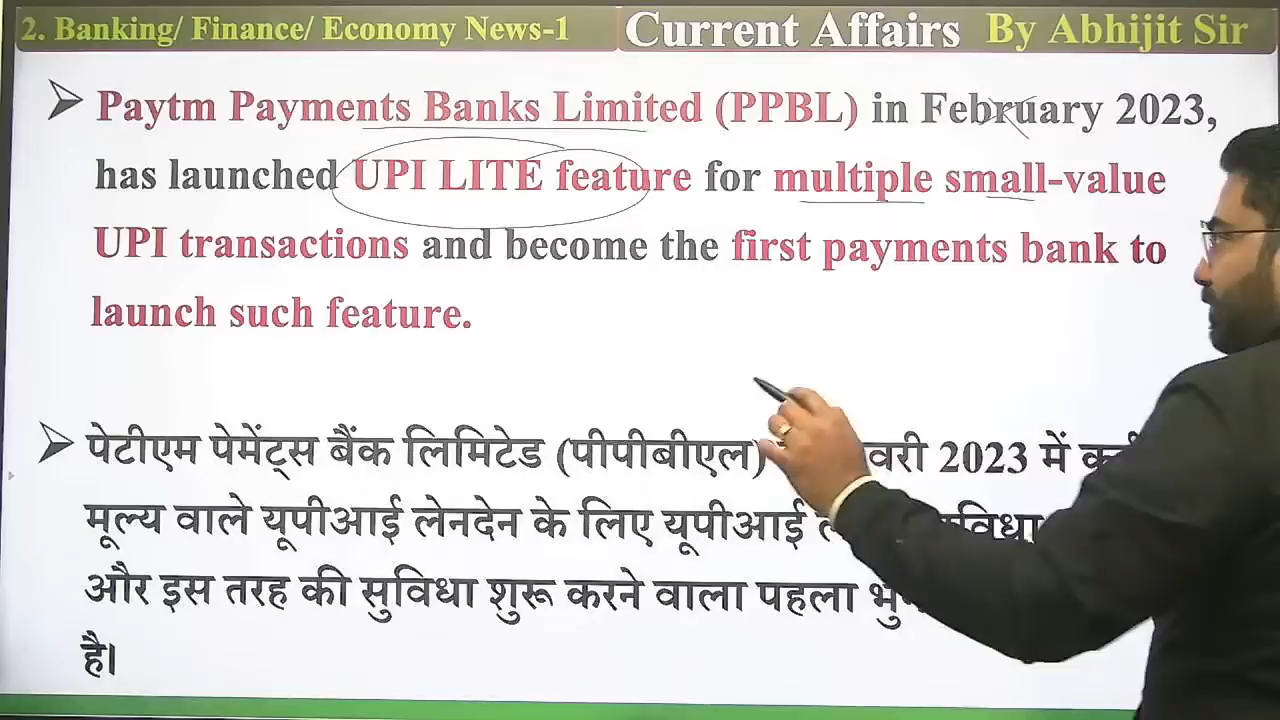 2. Banking/ Finance/ Economy News-1
Current Affairs By Abhijit Sir
Paytm Payments Banks Limited (PPBL) in February 2023,
has launched UPI LITE feature for multiple small-value
UPI transactions and become the first payments bank to
launch such feature.
पेटीएम पेमेंट्स बैंक लिमिटेड (पीपीबीएल) 2023 में
मूल्य वाले यूपीआई लेनदेन के लिए यूपीआई
और इस तरह की सुविधा शुरू करने वाला पहला
है।